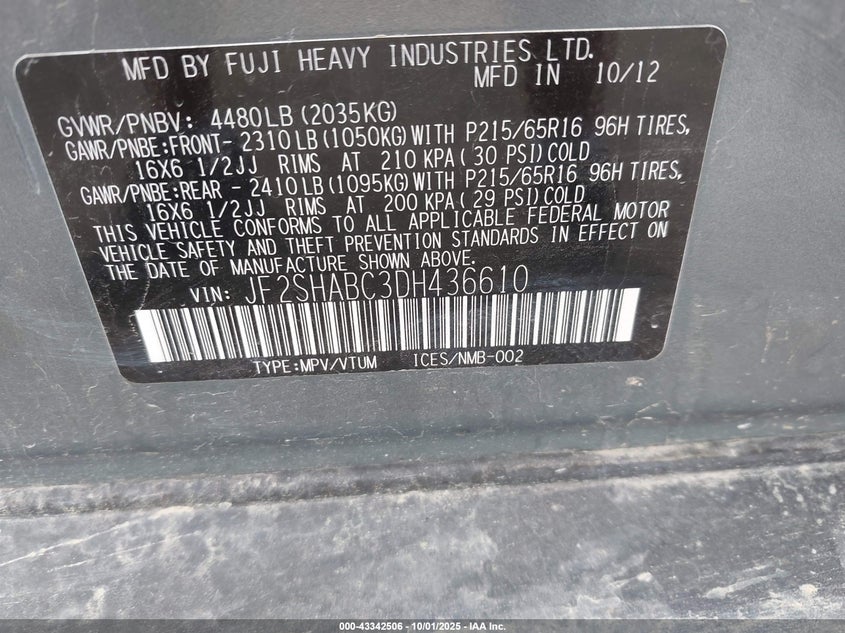 MFD BY FUJI HEAVY INDUSTRIES LTD.
MFD IN 10/12
GVWR/PNBV: 4480LB (2035KG)
GAWR/PNBE:FRONT- 2310LB (1050KG) WITH P215/65R16 96H TIRES,
16X6 1/2JJ RIMS AT 210 KPA ( 30 PSI) COLD
GAWR/PNBE:REAR - 2410LB (1095KG) WITH P215/65R16 96H TIRES,
16X6 1/2JJ RIMS AT 200 KPA ( 29 PSI) COLD
THIS VEHICLE CONFORMS TO ALL APPLICABLE FEDERAL MOTOR
VEHICLE SAFETY AND THEFT PREVENTION STANDARDS IN EFFECT ON
THE DATE OF MANUFACTURE SHOWN ABOVE.
VIN: JF2SHABC3DH436610
TYPE:MPV/VTUM ICES/NMB-002
000-43342506 - 10/01/2025 - IAA Inc.